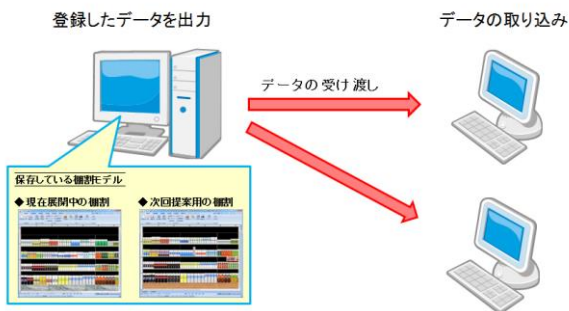 登録したデータを出力
データの取り込み
データの受け渡し
保存している棚割モデル
◆現在展開中の棚割
◆次回提案用の棚割